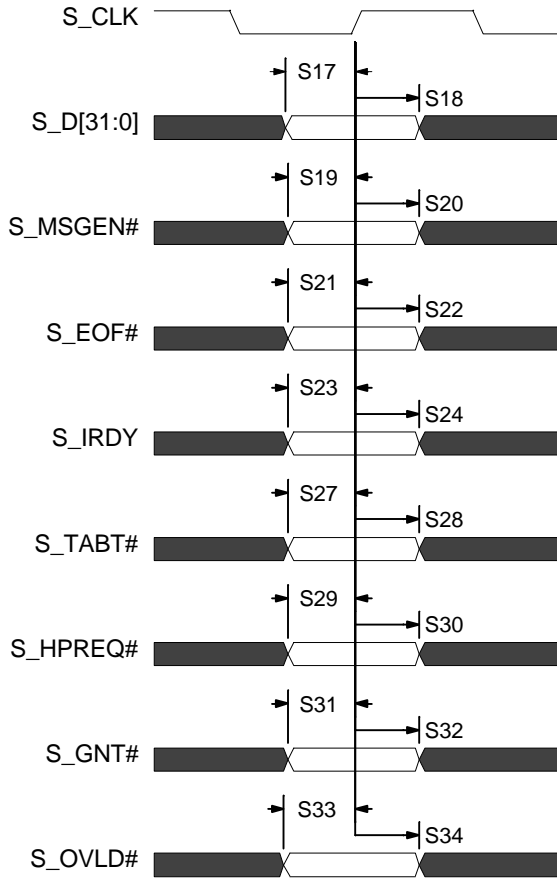 S_CLK
S17
S18
S_D[31:0]
S19
S20
S_MSGEN#
S21
S22
S_EOF#
S23
S24
S_IRDY
S27
S28
S_TABT#
S29
S30
S_HPREQ#
S31
S32
S_GNT#
S33
S34
S_OVLD#